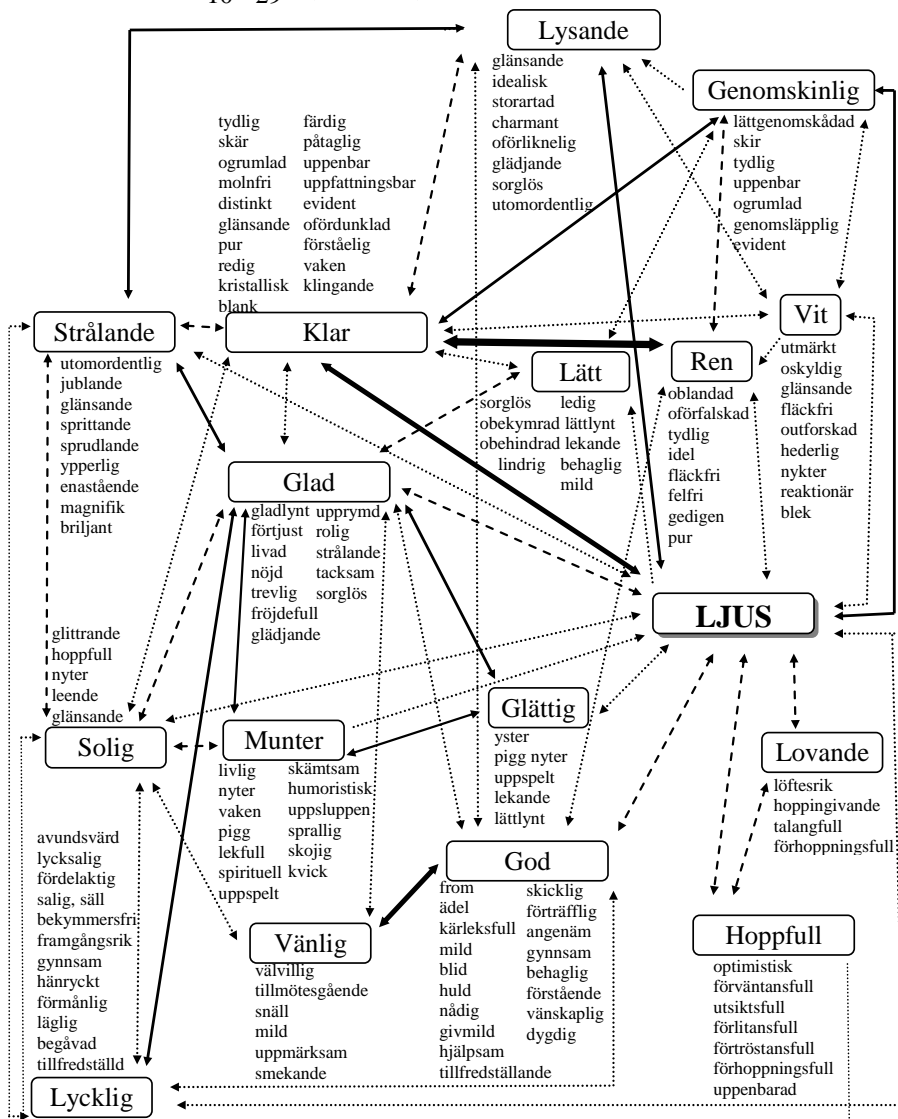 16 - 29
Lysande
glänsande
idealisk
storartad
charmant
oförliknelig
glädjande
sorglös
utomordentlig
Genomskinlig
lättgenomskådad
skir
tydlig
uppenbar
ogrumlad
genomsläpplig
evident
tydlig färdig
skär påtaglig
ogrumlad uppenbar
molnfri uppfattningsbar
distinkt evident
glänsande ofördunklad
pur förståelig
redig vaken
kristallisk klingande
blank
Strålande
utomordentlig
jublande
glänsande
sprittande
sprudlande
ypperlig
enastående
magnifik
briljant
Klar
Vit
utmärkt
oskyldig
glänsande
fläckfri
outforskad
hederlig
nykter
reaktionär
blek
Lätt
sorglös ledig
obekymrad lättlynt
obehindrad lekande
lindrig behaglig
mild
Ren
oblandad
oförfalskad
tydlig
idel
fläckfri
felfri
gedigen
pur
Glad
gladlynt upprymd
förtjust rolig
livad strålande
nöjd tacksam
trevlig sorglös
fröjdefull
glädjande
LJUS
glittrande
hoppfull
nyter
leende
glänsande
Solig
Munter
livlig skämtsam
nyter humoristisk
vaken uppsluppen
pigg sprallig
lekfull skojig
spirituell kvick
uppspelt
Glättig
yster
pigg nyter
uppspelt
lekande
lättlynt
Lovande
löftesrik
hoppingivande
talangfull
förhoppningsfull
avundsvärd
lycksalig
fördelaktig
salig, säll
bekymmersfri
framgångsrik
gynnsam
hänryckt
förmånlig
läglig
begåvad
tillfredställd
Lycklig
Vänlig
välvillig
tillmötesgående
snäll
mild
uppmärksam
smekande
God
from skicklig
ädel förträfflig
kärleksfull angenäm
mild gynnsam
blid behaglig
huld förstående
nådig vänskaplig
givmild dygdig
hjälpsam
tillfredställande
Hoppfull
optimistisk
förväntansfull
utsiktsfull
förlitansfull
förtröstansfull
förhoppningsfull
uppenbarad